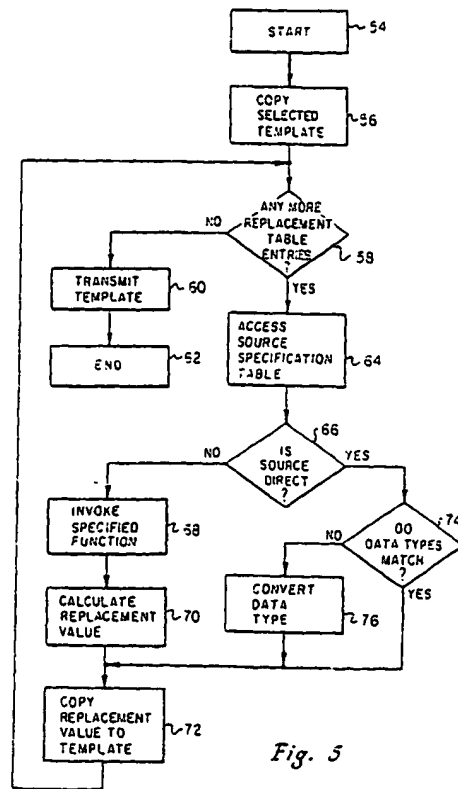 START
54
COPY
SELECTED
TEMPLATE
56
ANY MORE
REPLACEMENT
TABLE
ENTRIES
?
58
NO
YES
TRANSMIT
TEMPLATE
60
END
62
ACCESS
SOURCE
SPECIFICATION
TABLE
64
66
IS
SOURCE
DIRECT
?
NO
YES
INVOKE
SPECIFIED
FUNCTION
68
74
DO
DATA TYPES
MATCH
?
NO
YES
CALCULATE
REPLACEMENT
VALUE
70
CONVERT
DATA
TYPE
76
COPY
REPLACEMENT
VALUE TO
TEMPLATE
72
Fig. 5